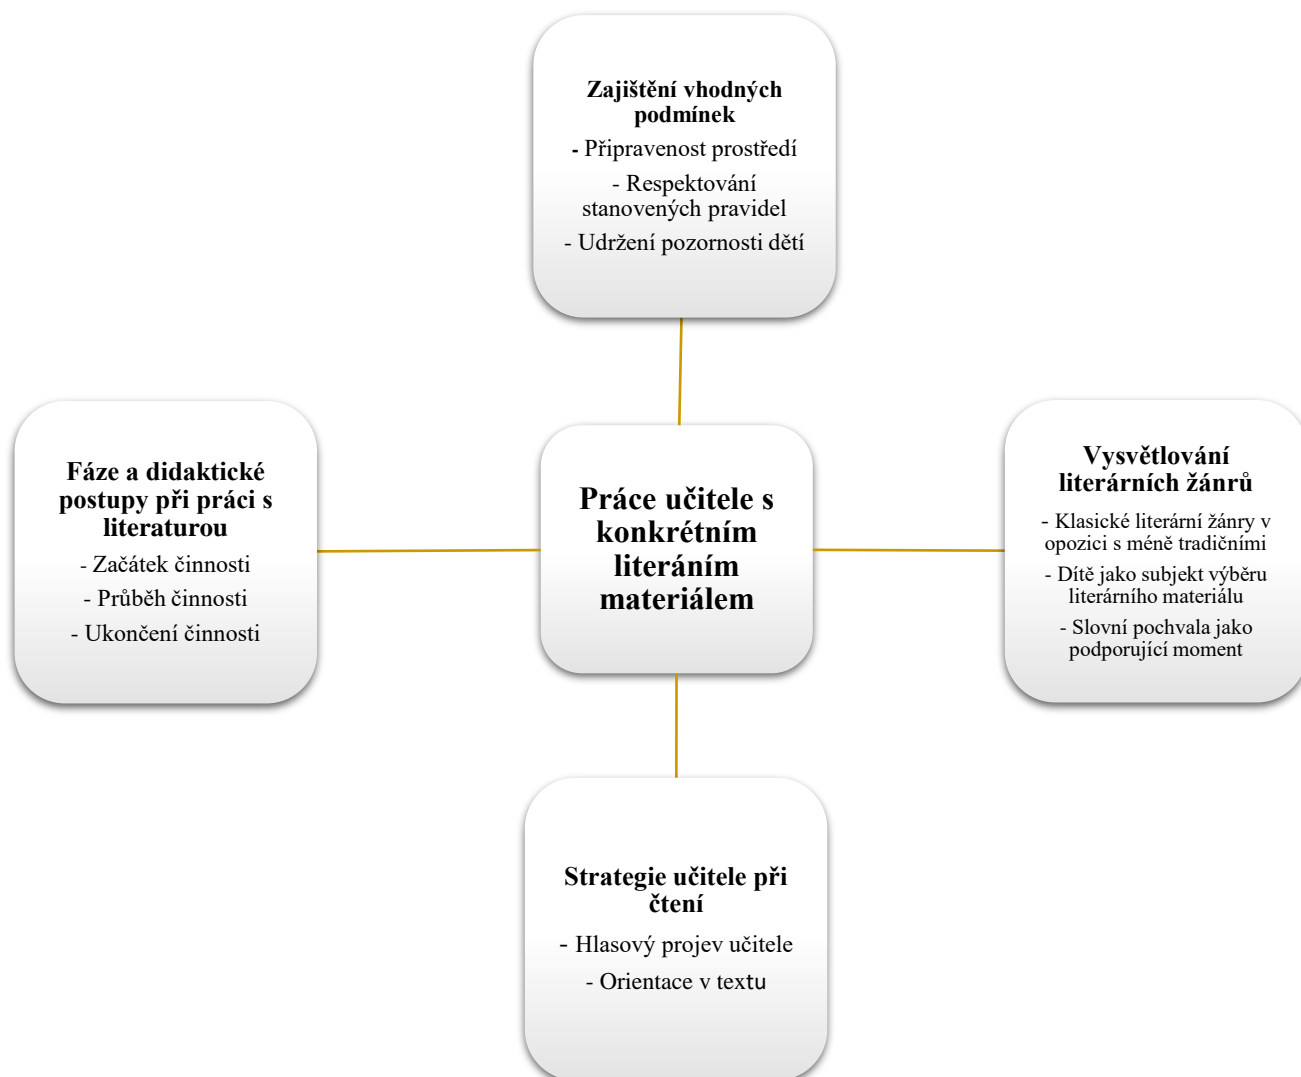 Zajištění vhodných
podmínek
- Připravenost prostředí
- Respektování
stanovených pravidel
- Udržení pozornosti dětí
Fáze a didaktické
postupy při práci s
literaturou
- Začátek činnosti
- Průběh činnosti
- Ukončení činnosti
Práce učitele s
konkrétním
literáním
materiálem
Vysvětlování
literárních žánrů
- Klasické literární žánry v
opozici s méně tradičními
- Dítě jako subjekt výběru
literárního materiálu
- Slovní pochvala jako
podporující moment
Strategie učitele při
čtení
- Hlasový projev učitele
- Orientace v textu